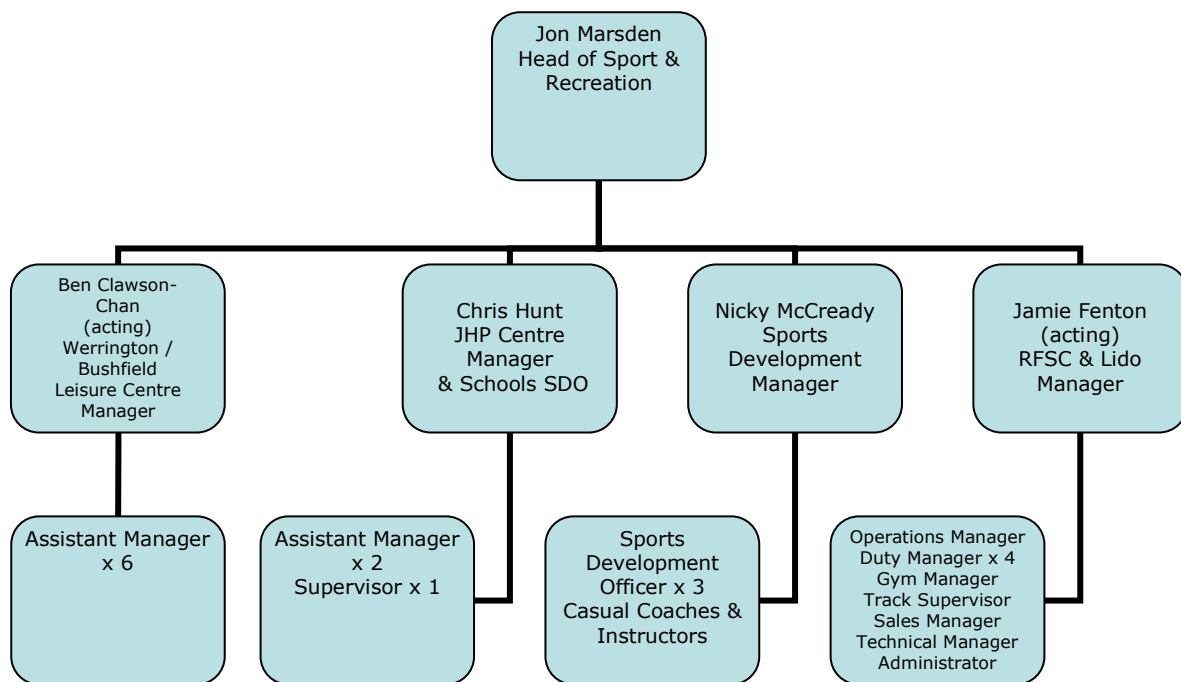 Jon Marsden
Head of Sport &
Recreation
Ben Clawson-
Chan
(acting)
Werrington /
Bushfield
Leisure Centre
Manager
Chris Hunt
JHP Centre
Manager
& Schools SDO
Nicky McCready
Sports
Development
Manager
Jamie Fenton
(acting)
RFSC & Lido
Manager
Assistant Manager
x 6
Assistant Manager
x 2
Supervisor x 1
Sports
Development
Officer x 3
Casual Coaches &
Instructors
Operations Manager
Duty Manager x 4
Gym Manager
Track Supervisor
Sales Manager
Technical Manager
Administrator